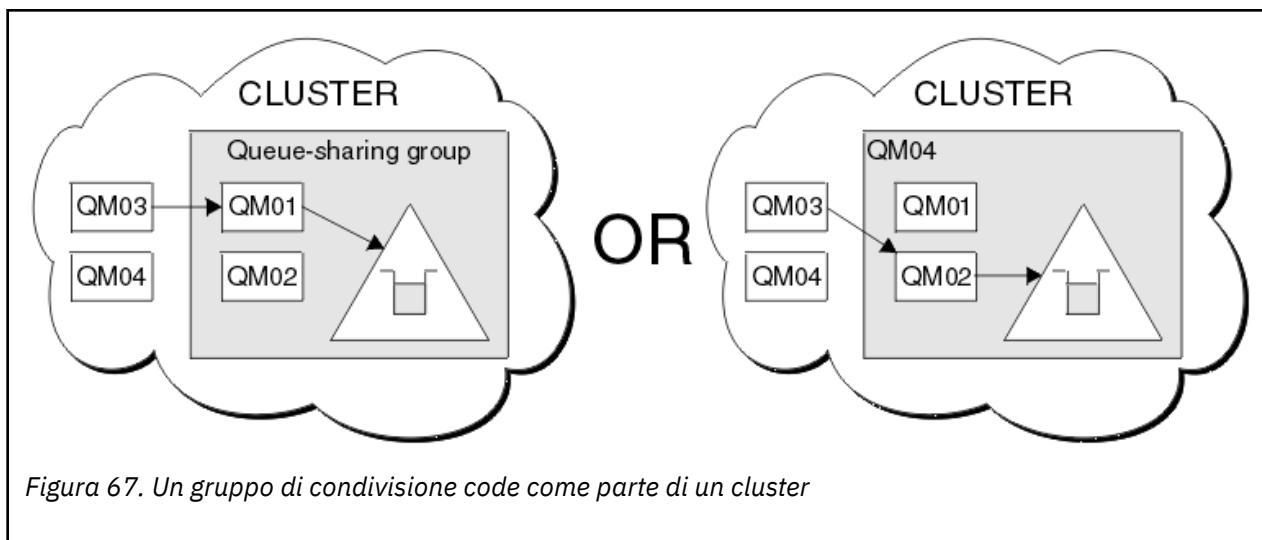 CLUSTER
Queue-sharing group
QM03
QM01
QM04
QM02
OR
CLUSTER
QM04
QM03
QM01
QM04
QM02
Figura 67. Un gruppo di condivisione code come parte di un cluster